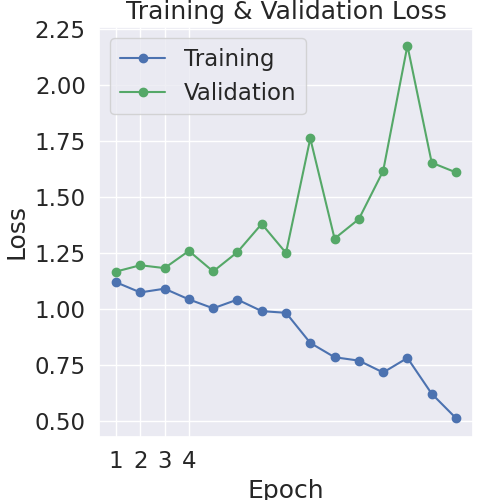 Training & Validation Loss
2.25
2.00
1.75
1.50
1.25
1.00
0.75
0.50
Loss
Training
Validation
1 2 3 4
Epoch